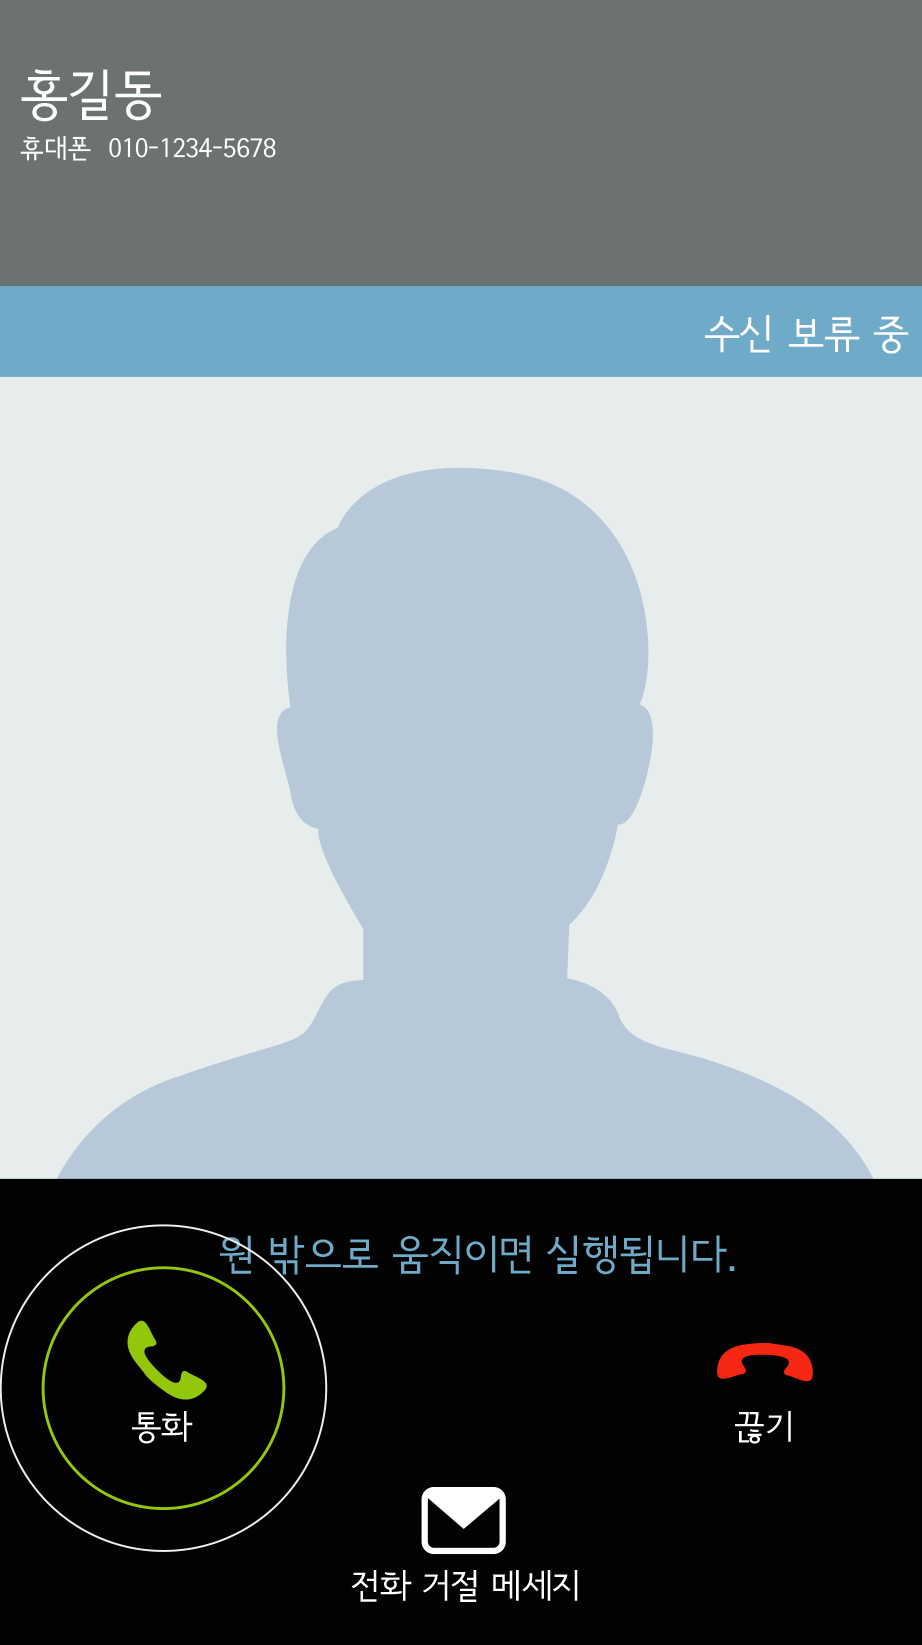 홍길동
휴대폰 010-1234-5678
수신 보류 중
원 밖으로 움직이면 실행됩니다.
통화
끊기
전화 거절 메세지